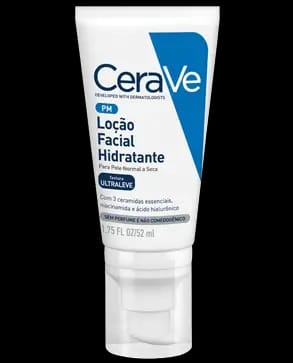 CeraVe
DEVELOPED WITH DERMATOLOGISTS
PM
Loção
Facial
Hidratante
Para Pele Normal a Seca
Textura
ULTRALEVE
Com 3 ceramidas essenciais,
niacinamida e ácido hialurônico
SEM PERFUME E NÃO COMEDOGÊNICO
1.75 FL OZ/52 ml